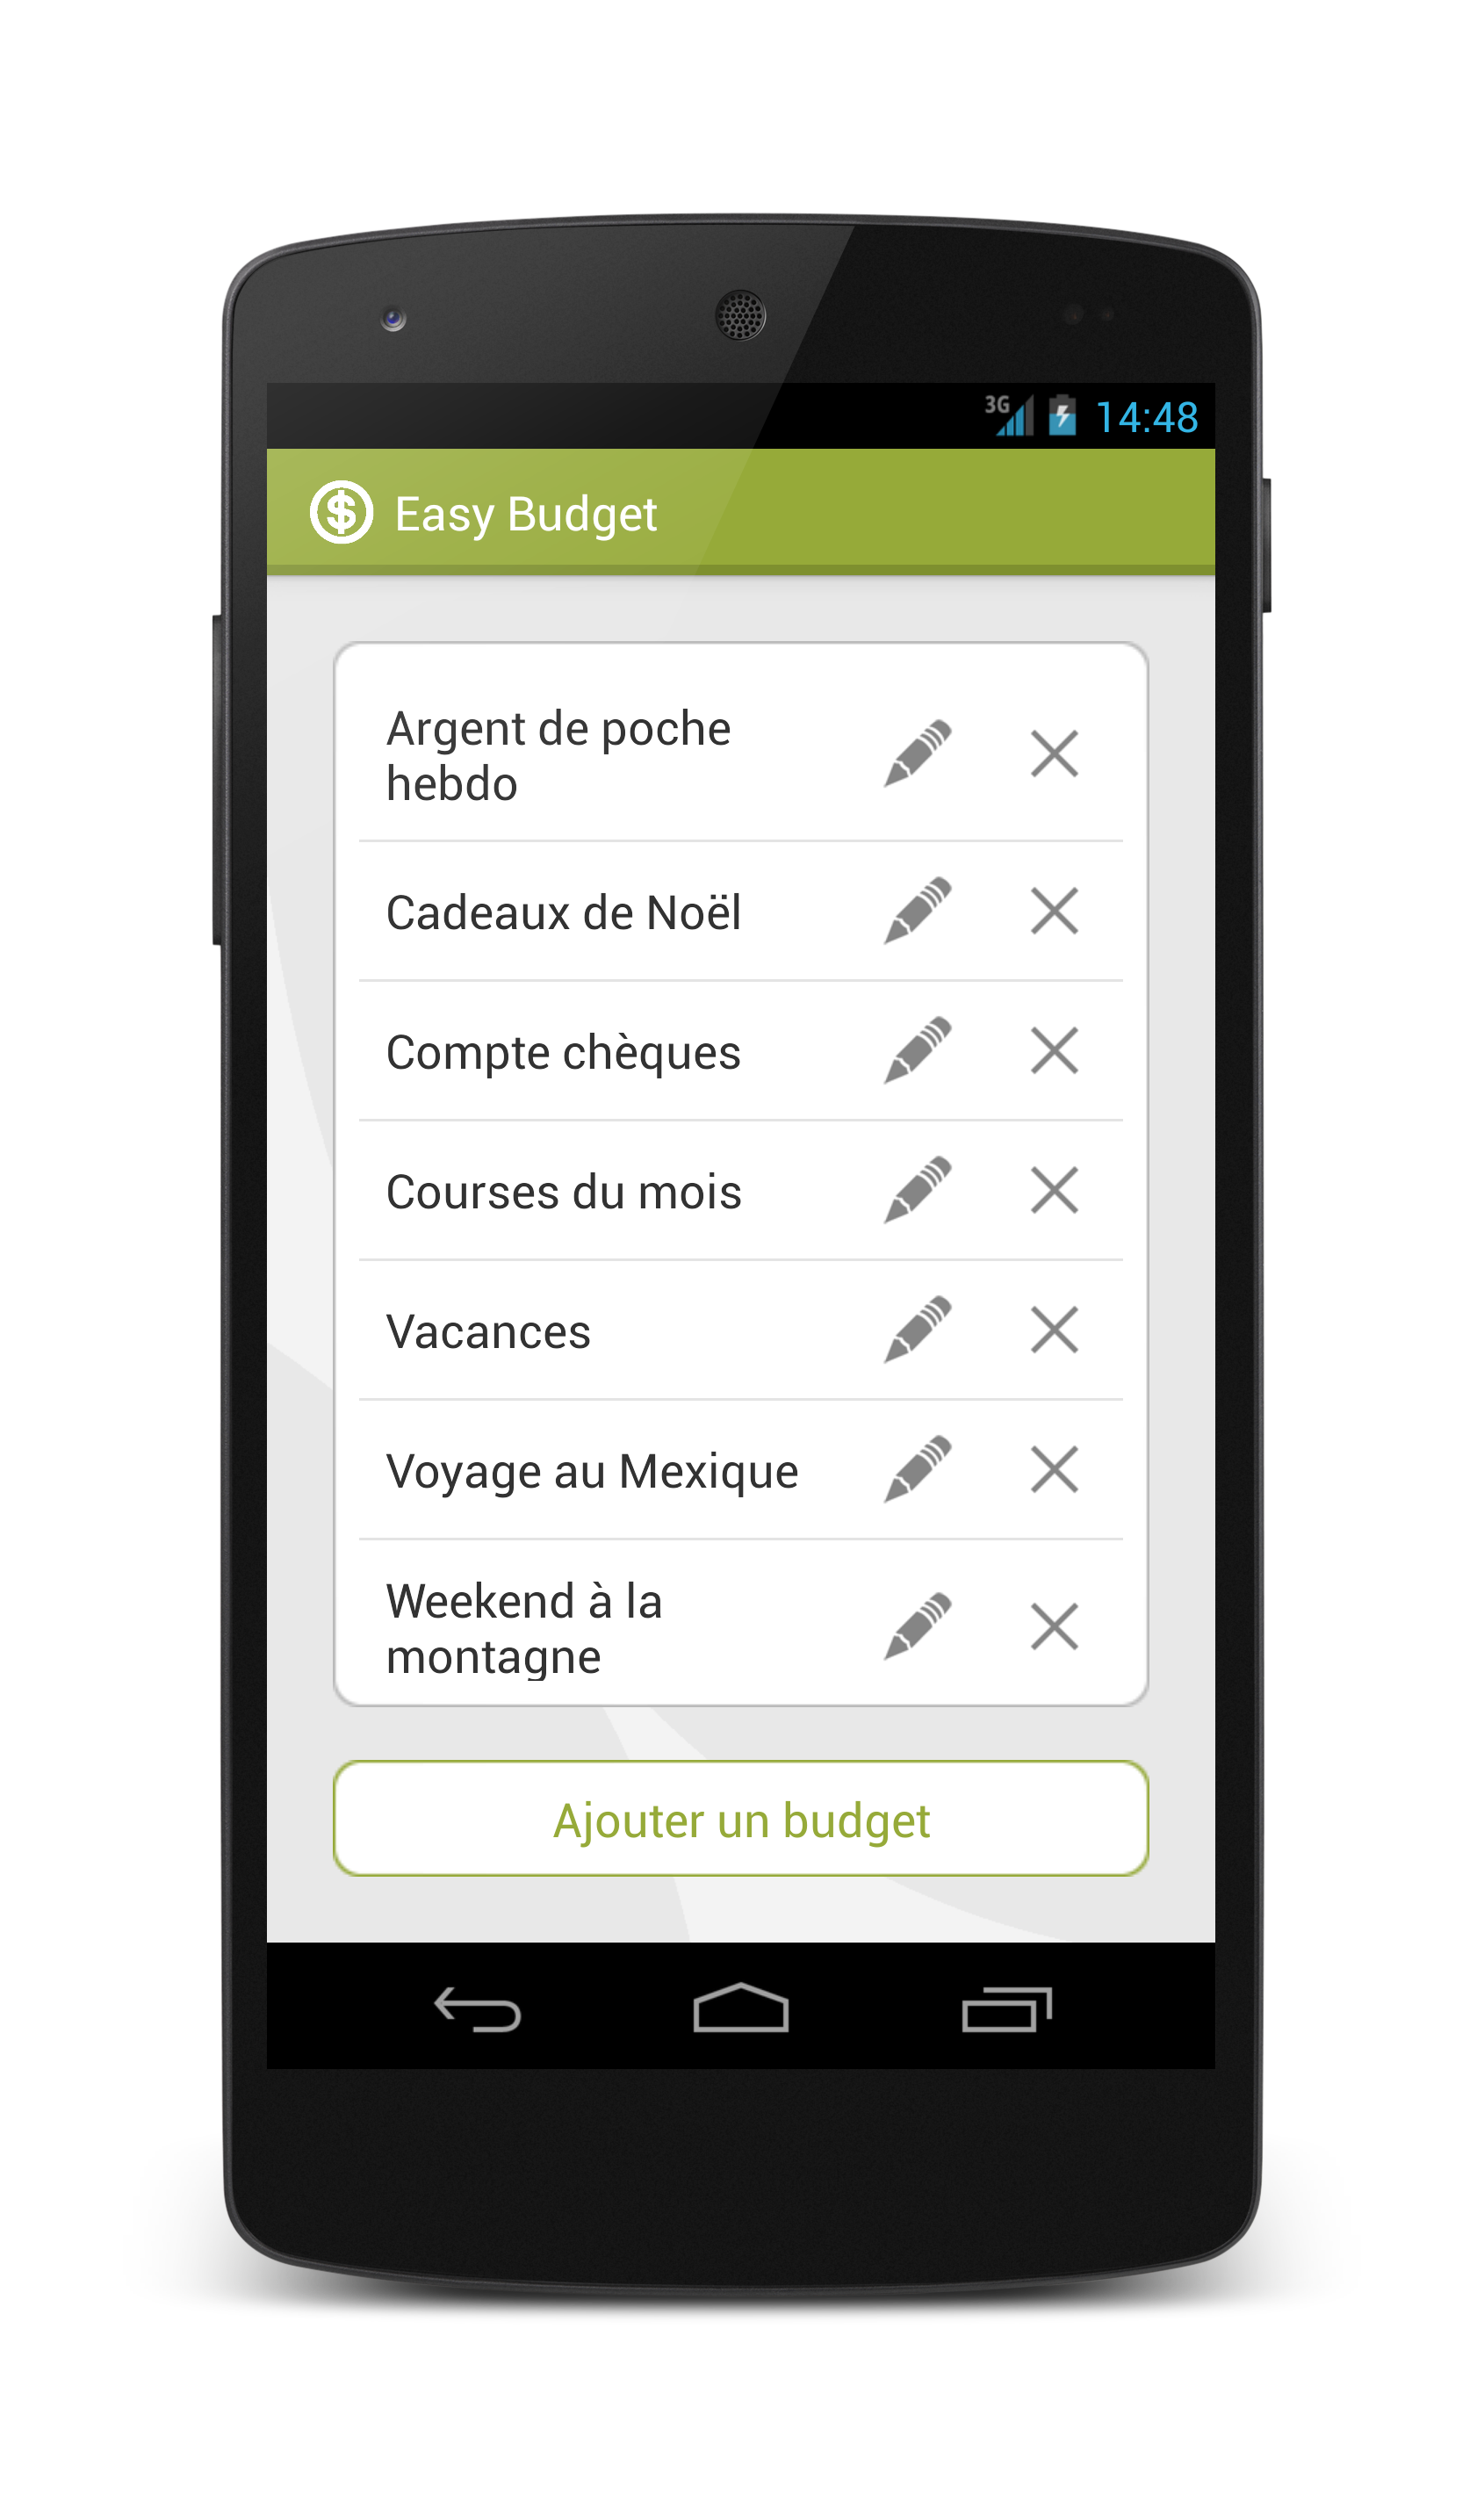 3G 14:48
Easy Budget
Argent de poche
hebdo
Cadeaux de Noël
Compte chèques
Courses du mois
Vacances
Voyage au Mexique
Weekend à la
montagne
Ajouter un budget